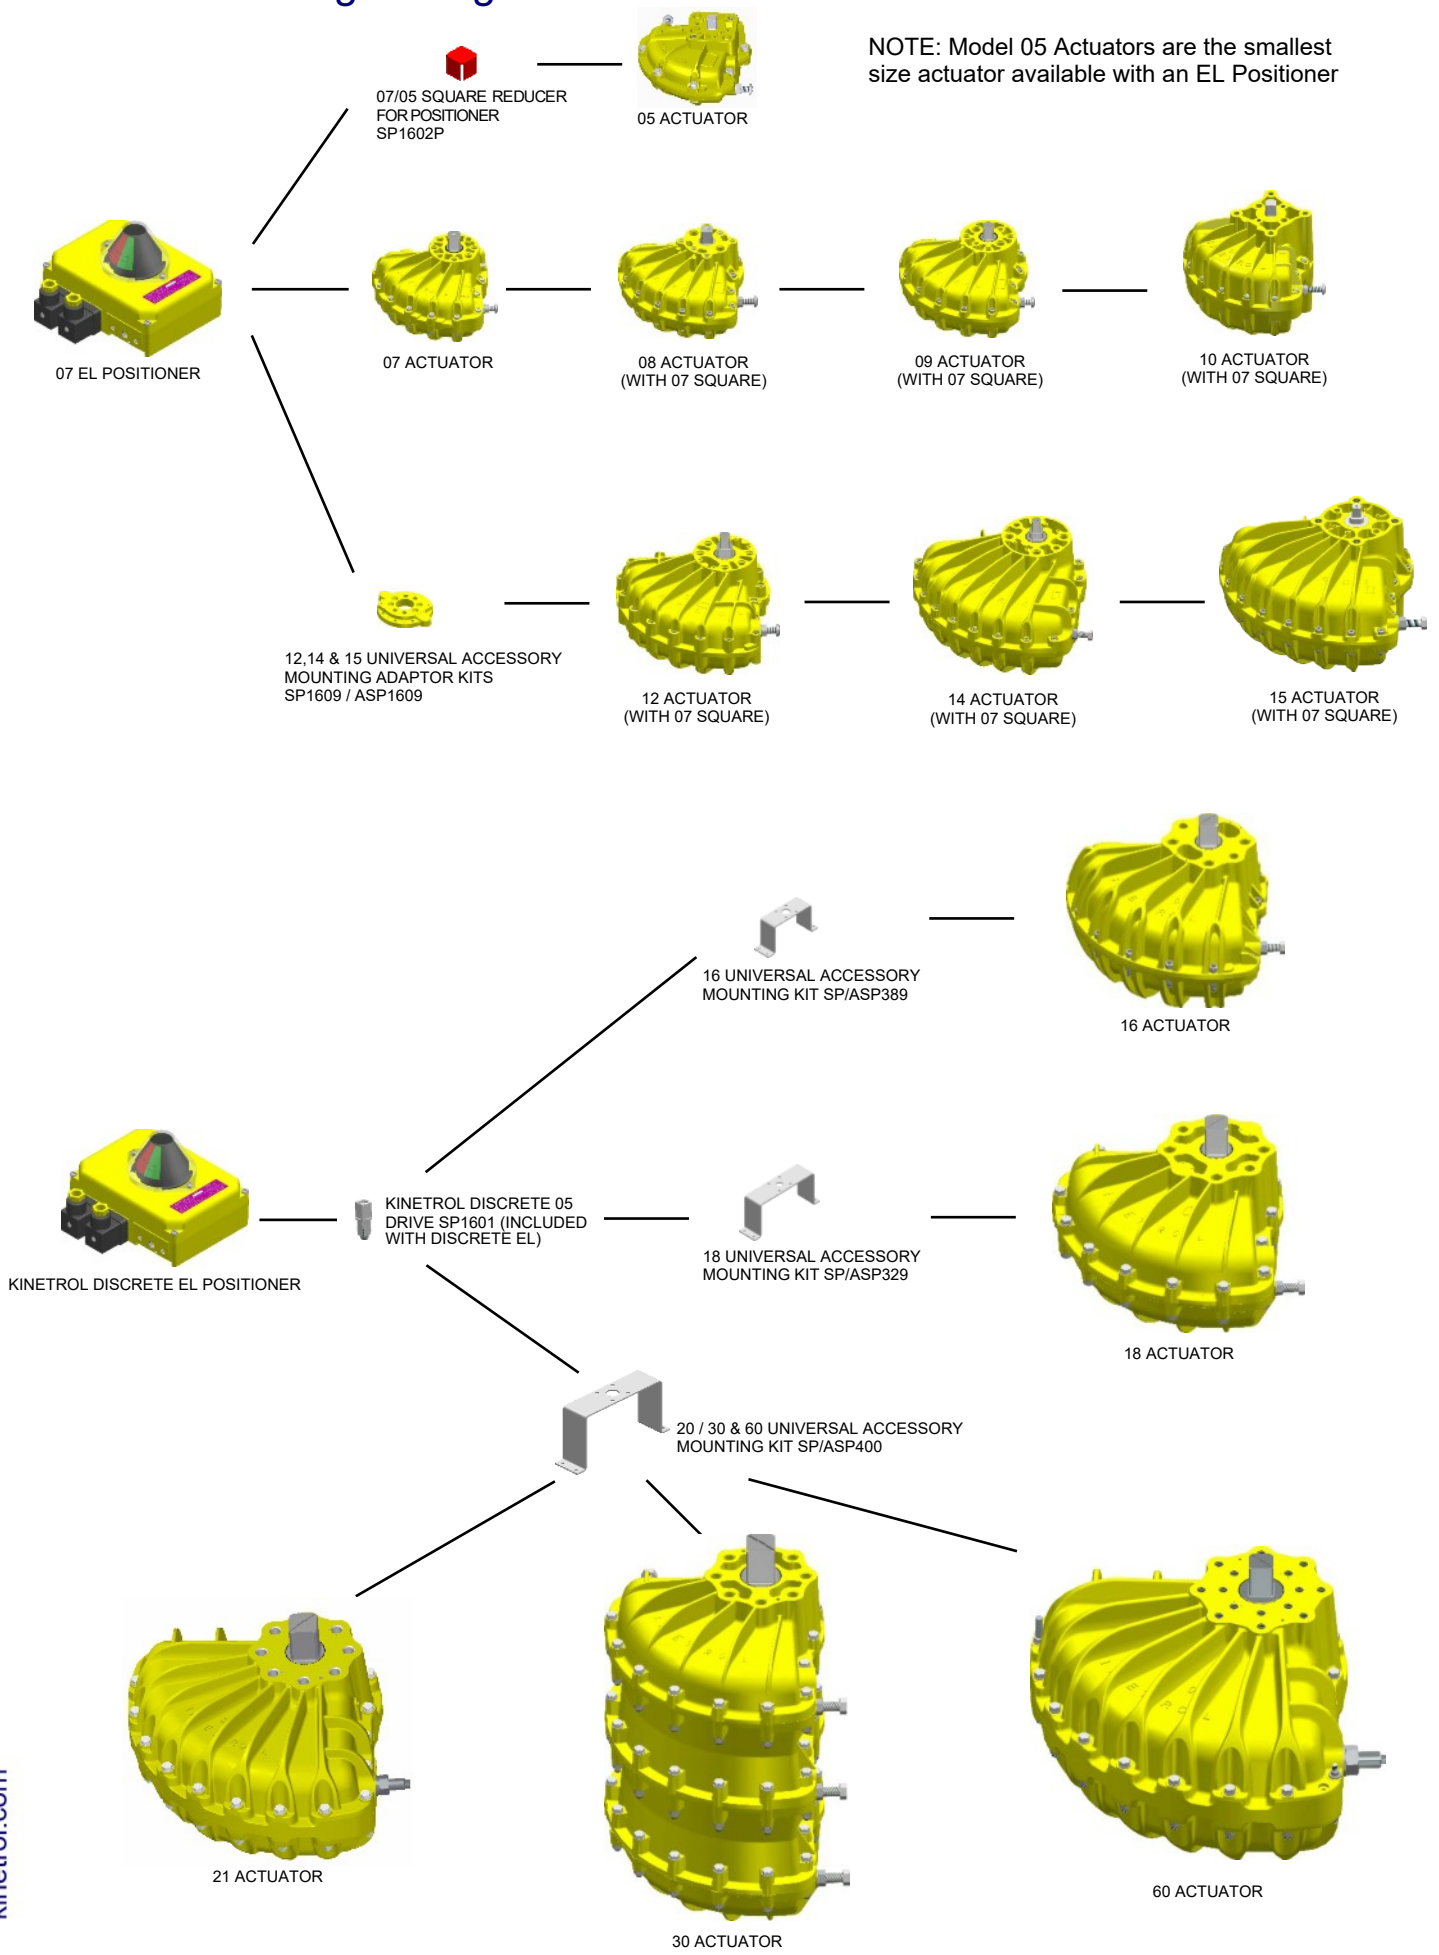 NOTE: Model 05 Actuators are the smallest
size actuator available with an EL Positioner
07/05 SQUARE REDUCER
FOR POSITIONER
SP1602P
05 ACTUATOR
07 EL POSITIONER
07 ACTUATOR
08 ACTUATOR
(WITH 07 SQUARE)
09 ACTUATOR
(WITH 07 SQUARE)
10 ACTUATOR
(WITH 07 SQUARE)
12,14 & 15 UNIVERSAL ACCESSORY
MOUNTING ADAPTOR KITS
SP1609 / ASP1609
12 ACTUATOR
(WITH 07 SQUARE)
14 ACTUATOR
(WITH 07 SQUARE)
15 ACTUATOR
(WITH 07 SQUARE)
16 UNIVERSAL ACCESSORY
MOUNTING KIT SP/ASP389
16 ACTUATOR
KINETROL DISCRETE EL POSITIONER
KINETROL DISCRETE 05
DRIVE SP1601 (INCLUDED
WITH DISCRETE EL)
18 UNIVERSAL ACCESSORY
MOUNTING KIT SP/ASP329
18 ACTUATOR
20 / 30 & 60 UNIVERSAL ACCESSORY
MOUNTING KIT SP/ASP400
21 ACTUATOR
30 ACTUATOR
60 ACTUATOR
kinetrol.com